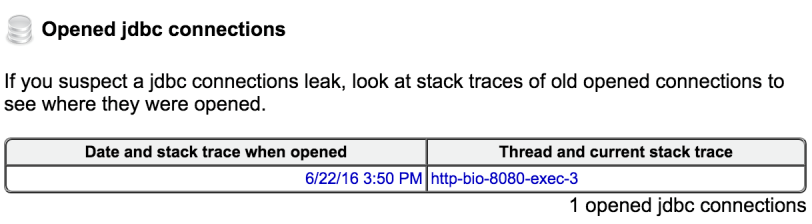 Opened jdbc connections
If you suspect a jdbc connections leak, look at stack traces of old opened connections to
see where they were opened.
Date and stack trace when opened Thread and current stack trace
6/22/16 3:50 PM http-bio-8080-exec-3
1 opened jdbc connections